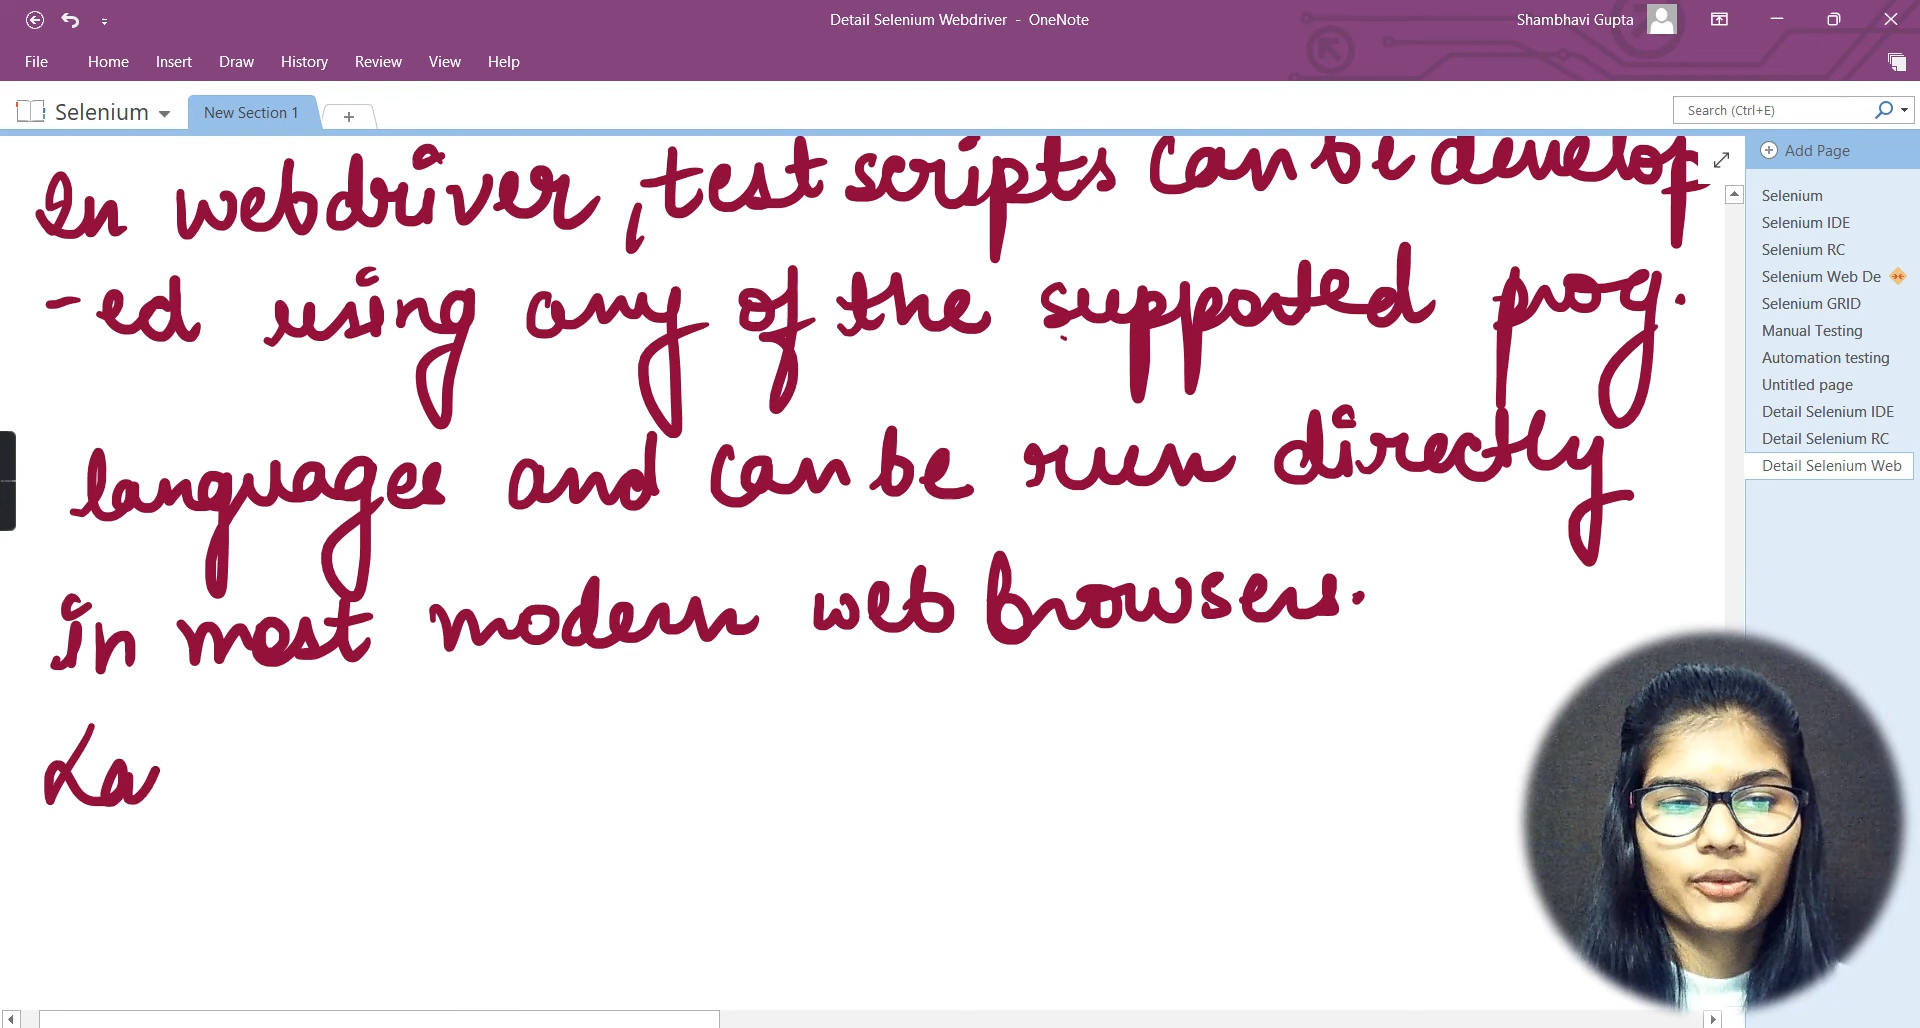 Detail Selenium Webdriver - OneNote
Shambhavi Gupta
File Home Insert Draw History Review View Help
Selenium
New Section 1
+
Search (Ctrl+E)
In webdriver, test scripts can be develop
-ed using any of the supported prog.
languages and can be run directly
in most modern web browsers.
La
Add Page
Selenium
Selenium IDE
Selenium RC
Selenium Web De
Selenium GRID
Manual Testing
Automation testing
Untitled page
Detail Selenium IDE
Detail Selenium RC
Detail Selenium Web